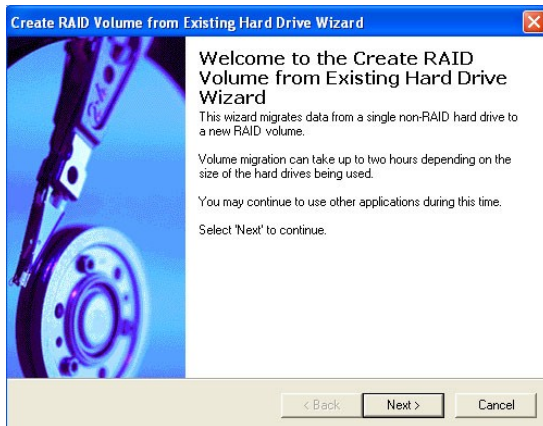 Create RAID Volume from Existing Hard Drive Wizard
Welcome to the Create RAID
Volume from Existing Hard Drive
Wizard
This wizard migrates data from a single non-RAID hard drive to
a new RAID volume.
Volume migration can take up to two hours depending on the
size of the hard drives being used.
You may continue to use other applications during this time.
Select 'Next' to continue.
< Back
Next >
Cancel